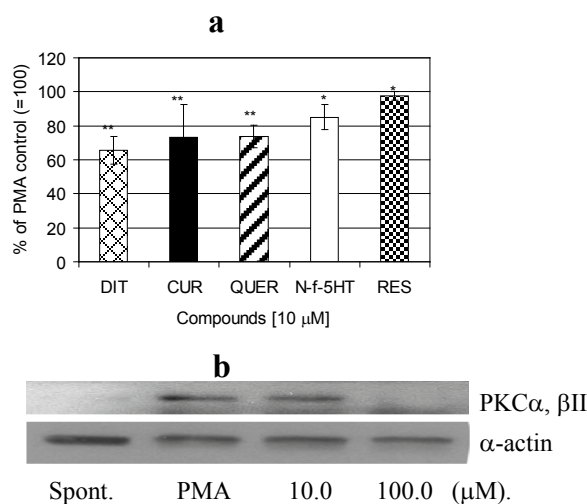 a
% of PMA control (=100)
120
100
80
60
40
20
0
** ** ** * *
DIT CUR QUER N-f-5HT RES
Compounds [10 μM]
b
PKCα, βII
α-actin
Spont. PMA 10.0 100.0 (μM).